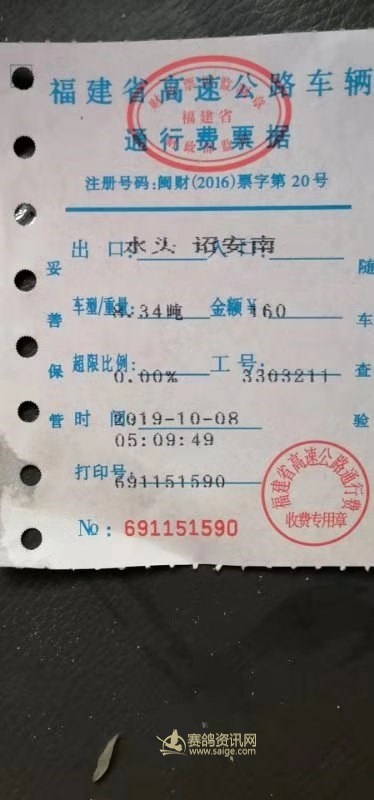 福建省高速公路车辆
通行费票据
福建省
注册号码:闽财(2016)票字第20号
出 口: 水头 诏安南 入口:
车型/重量: 8.34吨 金额¥ 160
超限比例: 0.00% 工 号: 3303211
时 间: 2019-10-08
05:09:49
打印号: 691151590
No: 691151590
妥善保管
随车查验
福建省高速公路通行费
收费专用章
赛鸽资讯网
www.saige.com